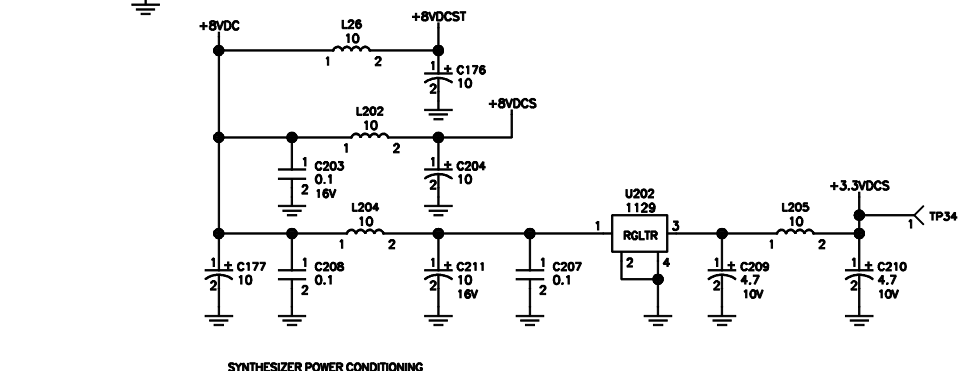 +8VDC
L26
10
1 2
+8VDCST
1 + C176
2 10
L202
10
1 2
+8VDCS
1 C203
0.1
2 16V
1 + C204
2 10
L204
10
1 2
U202
1129
1 RGLTR 3
2 4
L205
10
1 2
+3.3VDCS
1 TP34
1 + C177
2 10
1 C208
2 0.1
1 + C211
2 10
16V
1 C207
2 0.1
1 + C209
2 4.7
10V
1 + C210
2 4.7
10V
SYNTHESIZER POWER CONDITIONING